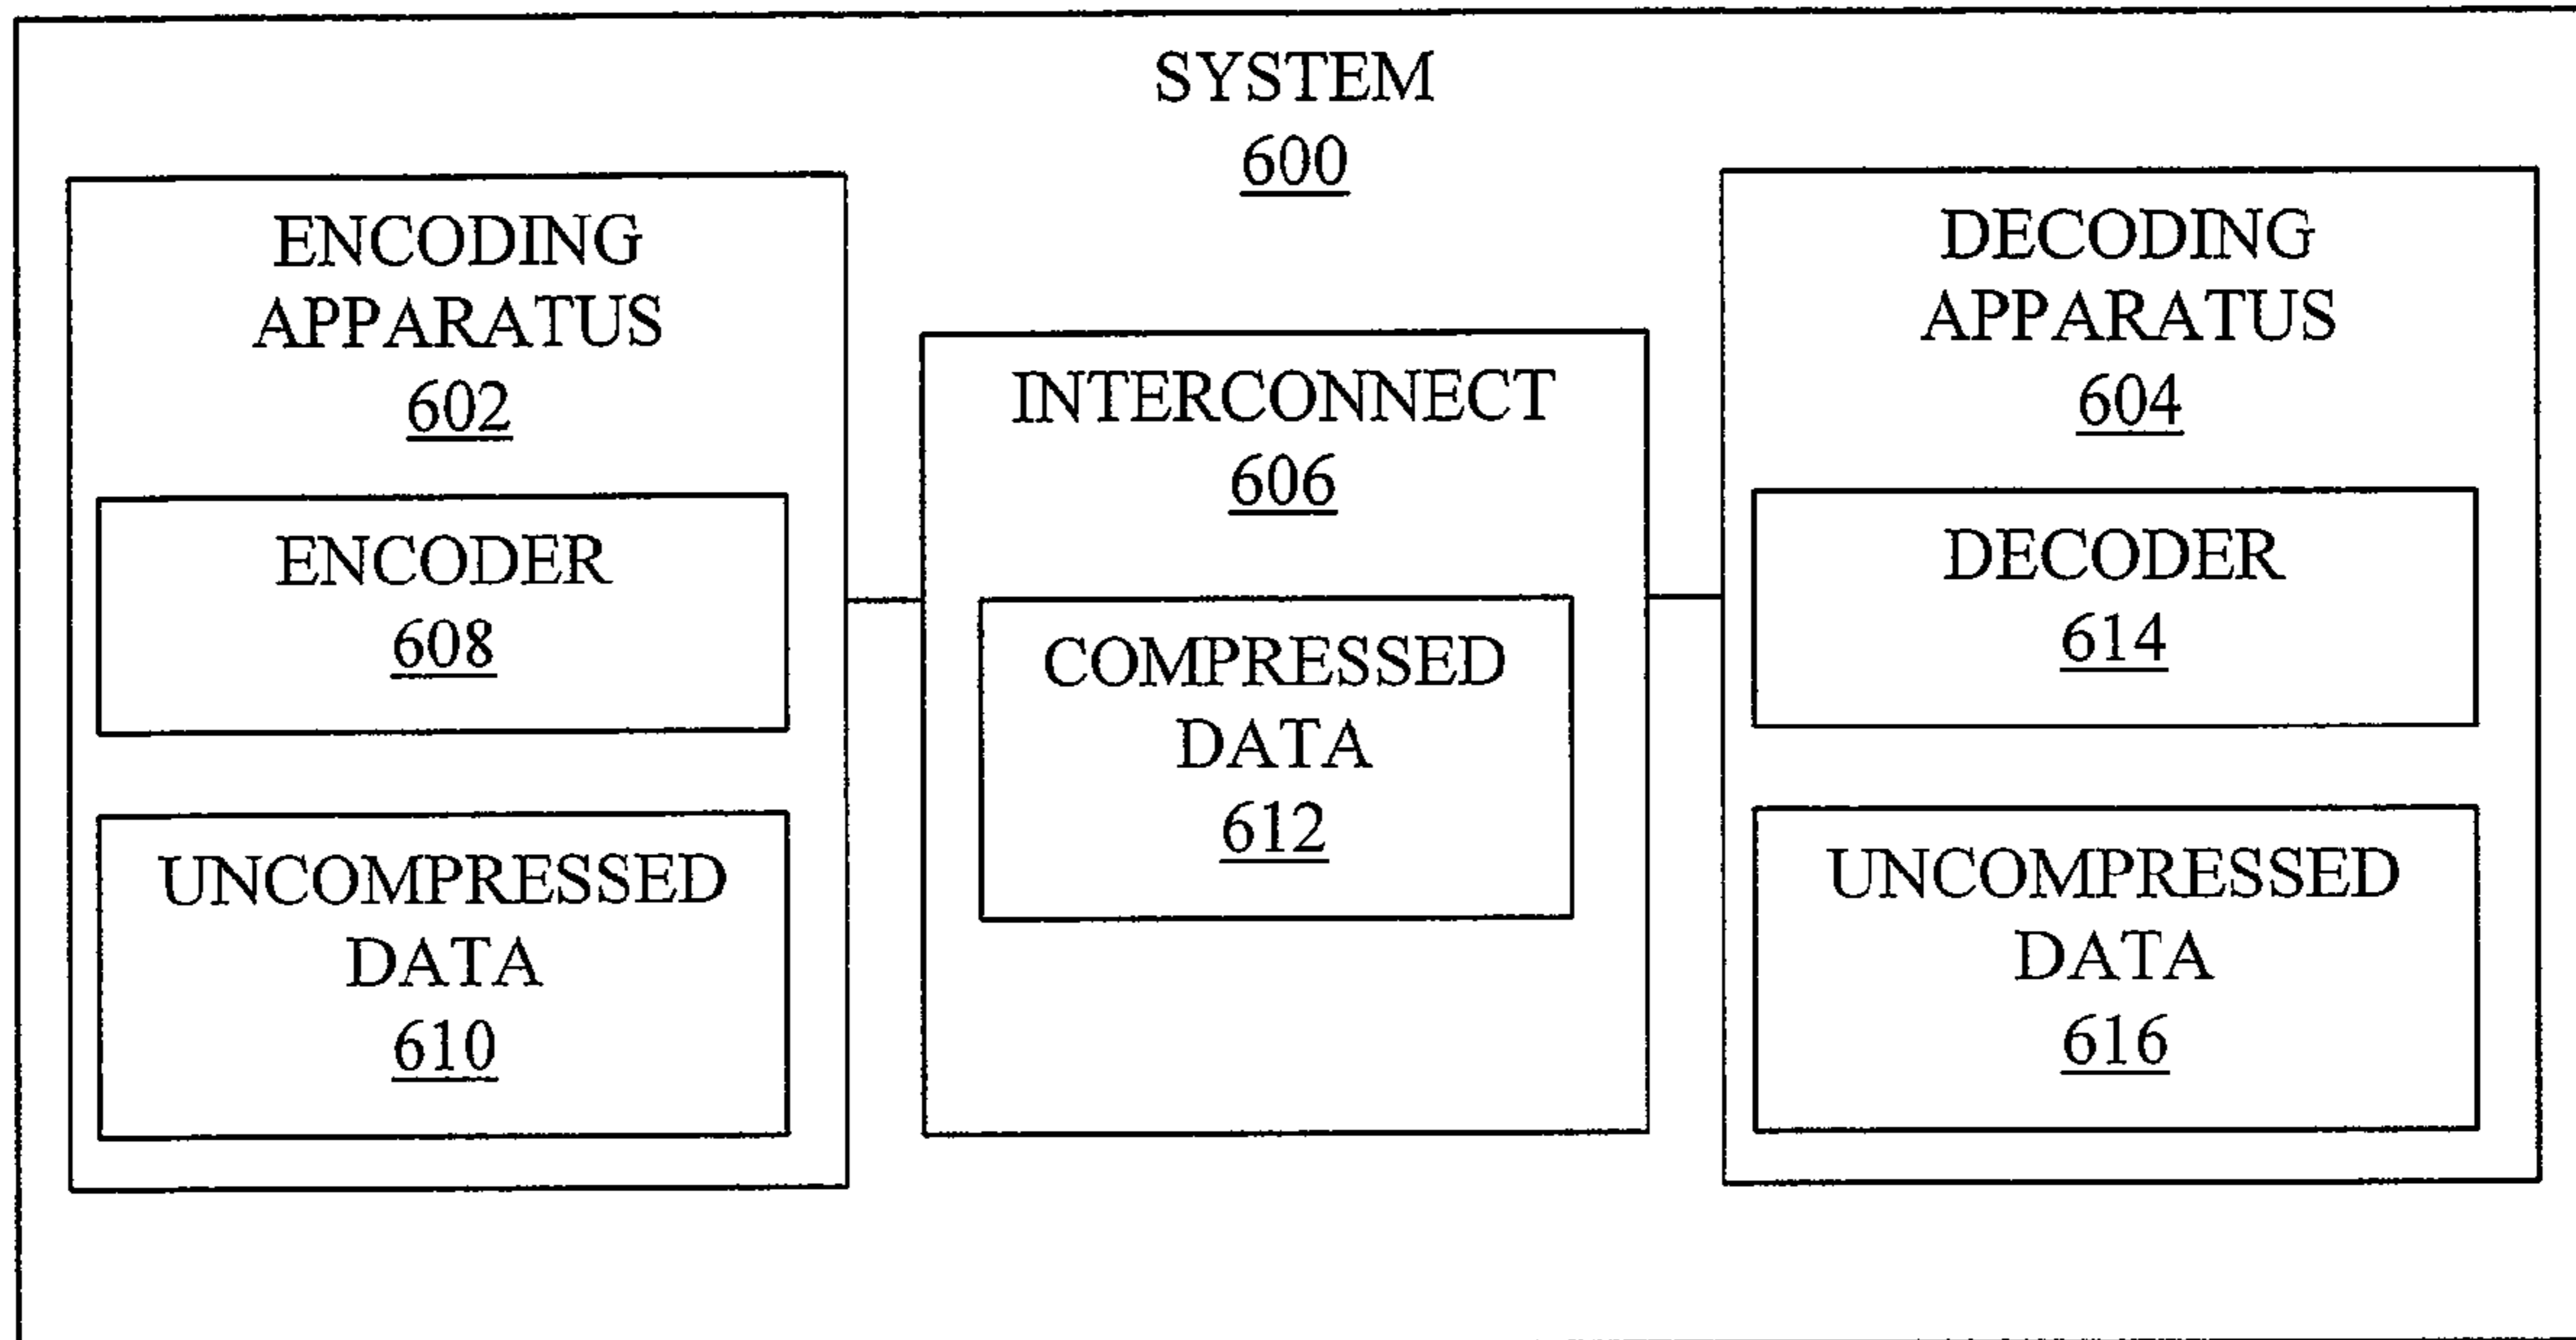 SYSTEM
600
ENCODING
APPARATUS
602
ENCODER
608
UNCOMPRESSED
DATA
610
INTERCONNECT
606
COMPRESSED
DATA
612
DECODING
APPARATUS
604
DECODER
614
UNCOMPRESSED
DATA
616